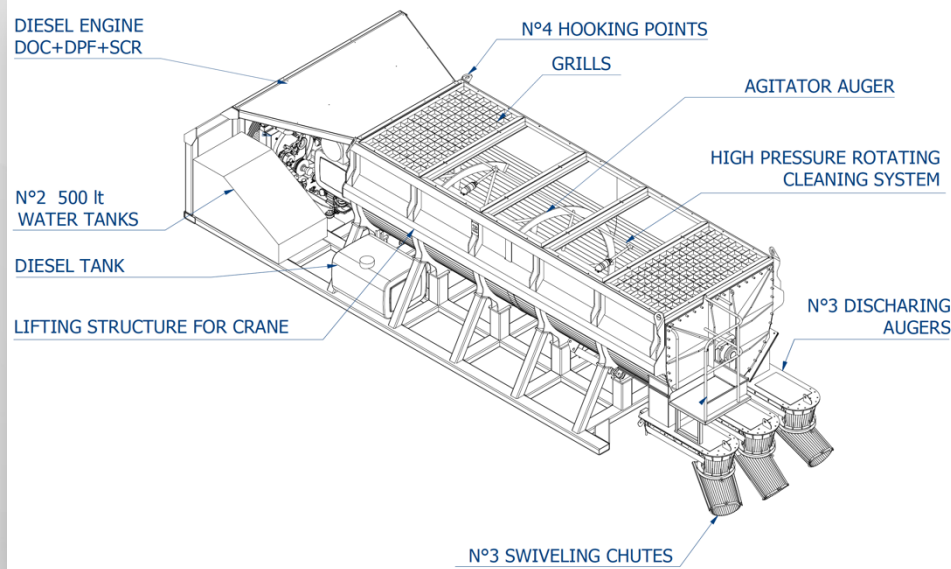 DIESEL ENGINE
DOC+DPF+SCR
N°4 HOOKING POINTS
GRILLS
AGITATOR AUGER
HIGH PRESSURE ROTATING
CLEANING SYSTEM
N°2 500 lt
WATER TANKS
DIESEL TANK
LIFTING STRUCTURE FOR CRANE
N°3 DISCHARING
AUGERS
N°3 SWIVELING CHUTES